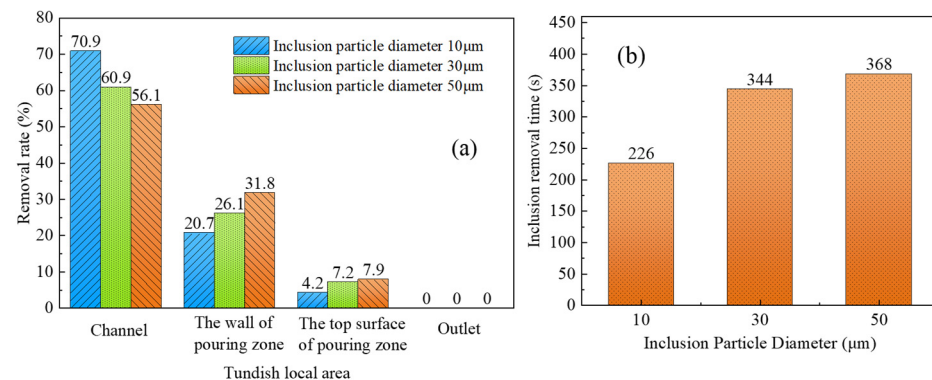 80
70
60
50
40
30
20
10
0
Removal rate (%)
70.9
60.9
56.1
20.7
26.1
31.8
4.2
7.2
7.9
0 0 0
Inclusion particle diameter 10μm
Inclusion particle diameter 30μm
Inclusion particle diameter 50μm
(a)
Channel
The wall of
pouring zone
The top surface
of pouring zone
Outlet
Tundish local area
(b)
500
450
400
350
300
250
200
150
100
50
0
Inclusion removal time (s)
226
344
368
10
30
50
Inclusion Particle Diameter (μm)